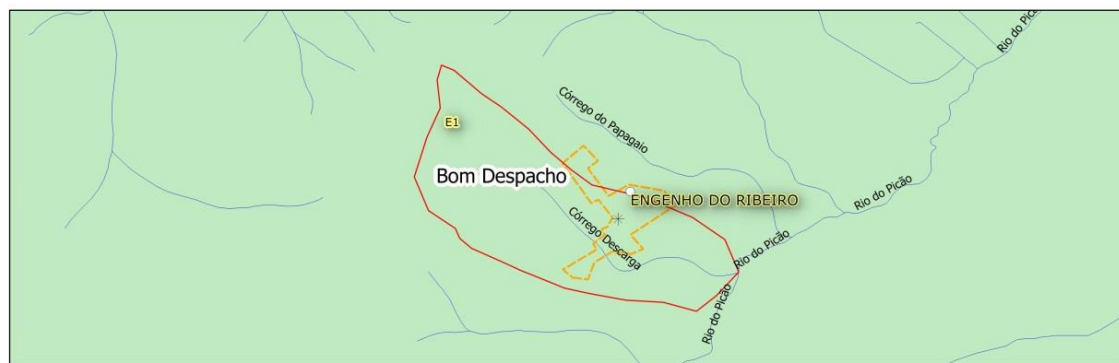 Rio do Picão
Córrego do Papagaio
E1
Bom Despacho
ENGENHO DO RIBEIRO
Rio do Picão
Córrego Descarga
Rio do Picão
Rio do Picão